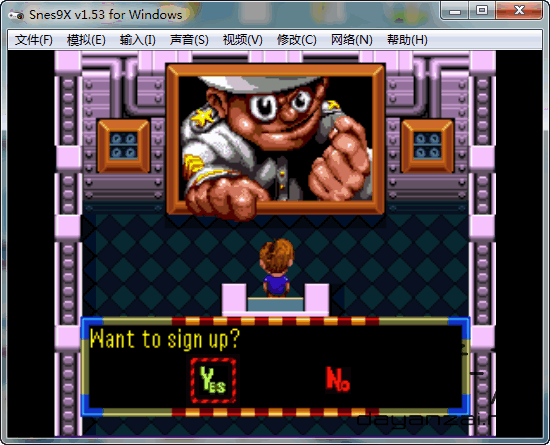 Snes9X v1.53 for Windows
文件(F) 模拟(E) 输入(I) 声音(S) 视频(V) 修改(C) 网络(N) 帮助(H)
Want to sign up?
Yes No